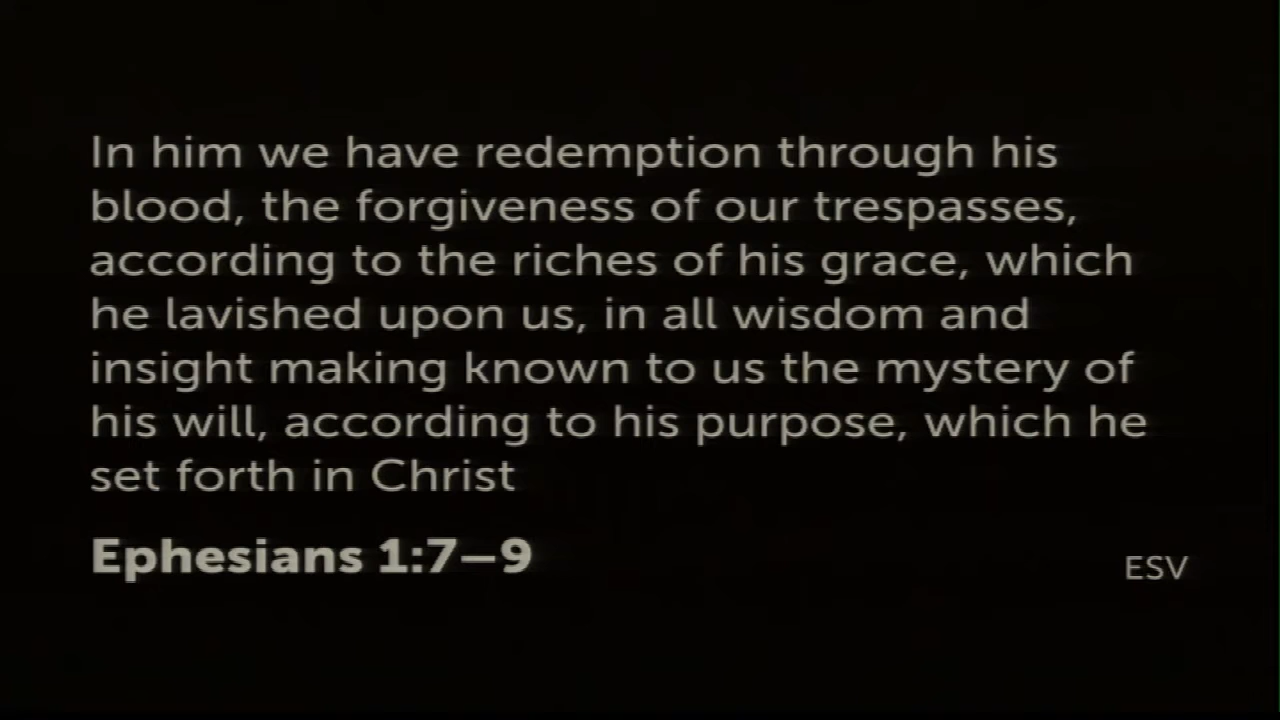 In him we have redemption through his
blood, the forgiveness of our trespasses,
according to the riches of his grace, which
he lavished upon us, in all wisdom and
insight making known to us the mystery of
his will, according to his purpose, which he
set forth in Christ
Ephesians 1:7–9
ESV